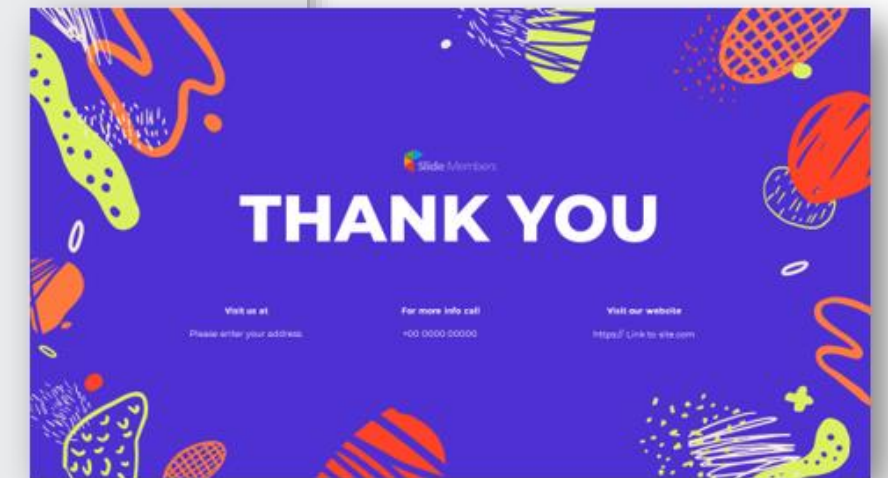 Slide Members
THANK YOU
Visit us at
Please enter your address.
For more info call
+00 0000 00000
Visit our website
https:// Link to site.com